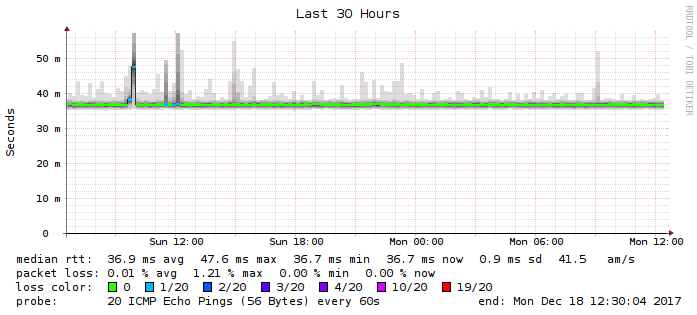 Last 30 Hours
RRDTOOL / TOBI OETIKER
Seconds
50 m
40 m
30 m
20 m
10 m
0
Sun 12:00 Sun 18:00 Mon 00:00 Mon 06:00 Mon 12:00
median rtt: 36.9 ms avg 47.6 ms max 36.7 ms min 36.7 ms now 0.9 ms sd 41.5 am/s
packet loss: 0.01 % avg 1.21 % max 0.00 % min 0.00 % now
loss color: 0 1/20 2/20 3/20 4/20 10/20 19/20
probe: 20 ICMP Echo Pings (56 Bytes) every 60s end: Mon Dec 18 12:30:04 2017